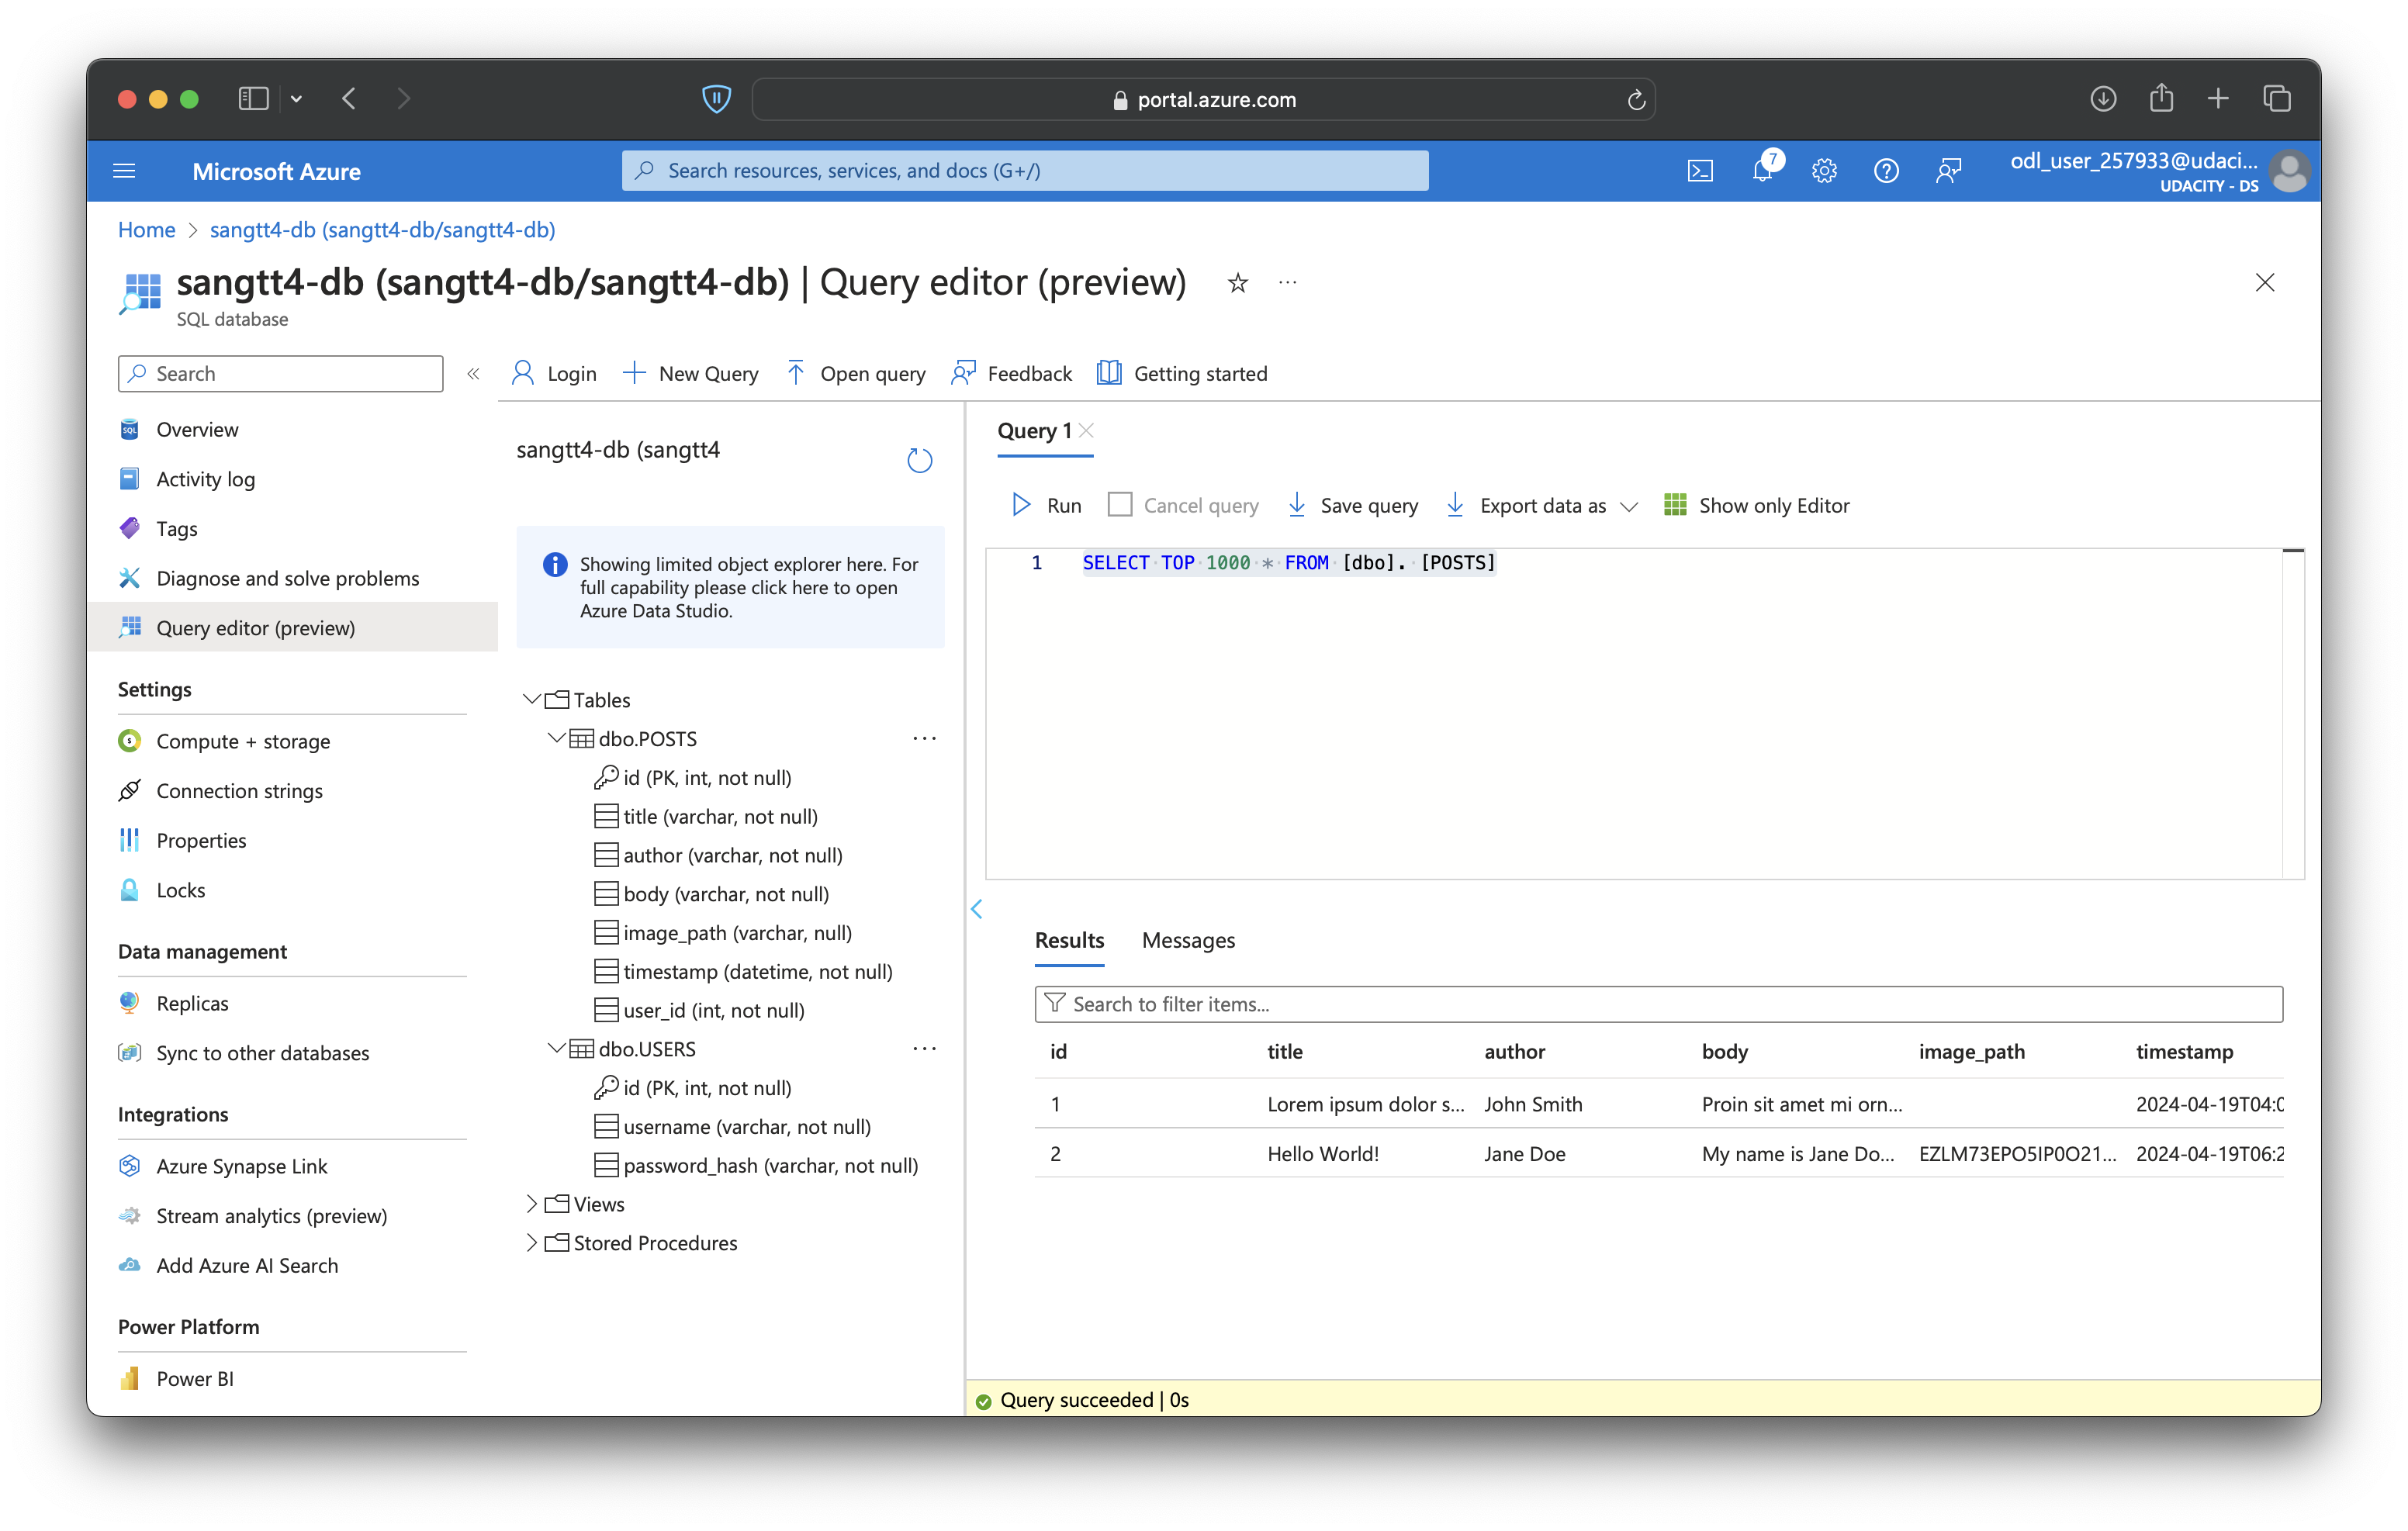 portal.azure.com
Microsoft Azure
Search resources, services, and docs (G+/)
7
odl_user_257933@udaci...
UDACITY - DS
Home > sangtt4-db (sangtt4-db/sangtt4-db)
sangtt4-db (sangtt4-db/sangtt4-db) | Query editor (preview)
SQL database
Search
Overview
Activity log
Tags
Diagnose and solve problems
Query editor (preview)
Settings
Compute + storage
Connection strings
Properties
Locks
Data management
Replicas
Sync to other databases
Integrations
Azure Synapse Link
Stream analytics (preview)
Add Azure AI Search
Power Platform
Power BI
Login New Query Open query Feedback Getting started
sangtt4-db (sangtt4
Showing limited object explorer here. For
full capability please click here to open
Azure Data Studio.
Tables
dbo.POSTS
id (PK, int, not null)
title (varchar, not null)
author (varchar, not null)
body (varchar, not null)
image_path (varchar, null)
timestamp (datetime, not null)
user_id (int, not null)
dbo.USERS
id (PK, int, not null)
username (varchar, not null)
password_hash (varchar, not null)
Views
Stored Procedures
Query 1
Run Cancel query Save query Export data as Show only Editor
1 SELECT TOP 1000 * FROM [dbo]. [POSTS]
Results Messages
Search to filter items...
id title author body image_path timestamp
1 Lorem ipsum dolor s... John Smith Proin sit amet mi orn... 2024-04-19T04:0
2 Hello World! Jane Doe My name is Jane Do... EZLM73EPO5IP0O21... 2024-04-19T06:2
Query succeeded | 0s